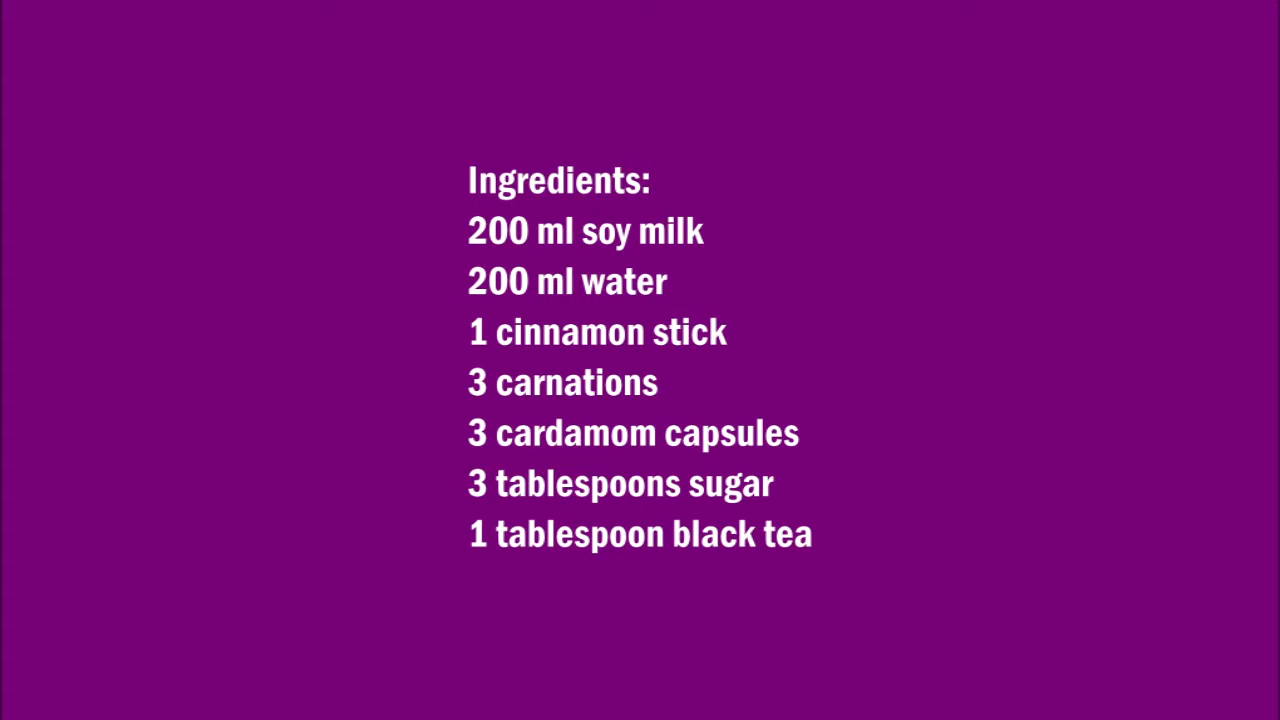 Ingredients:
200 ml soy milk
200 ml water
1 cinnamon stick
3 carnations
3 cardamom capsules
3 tablespoons sugar
1 tablespoon black tea